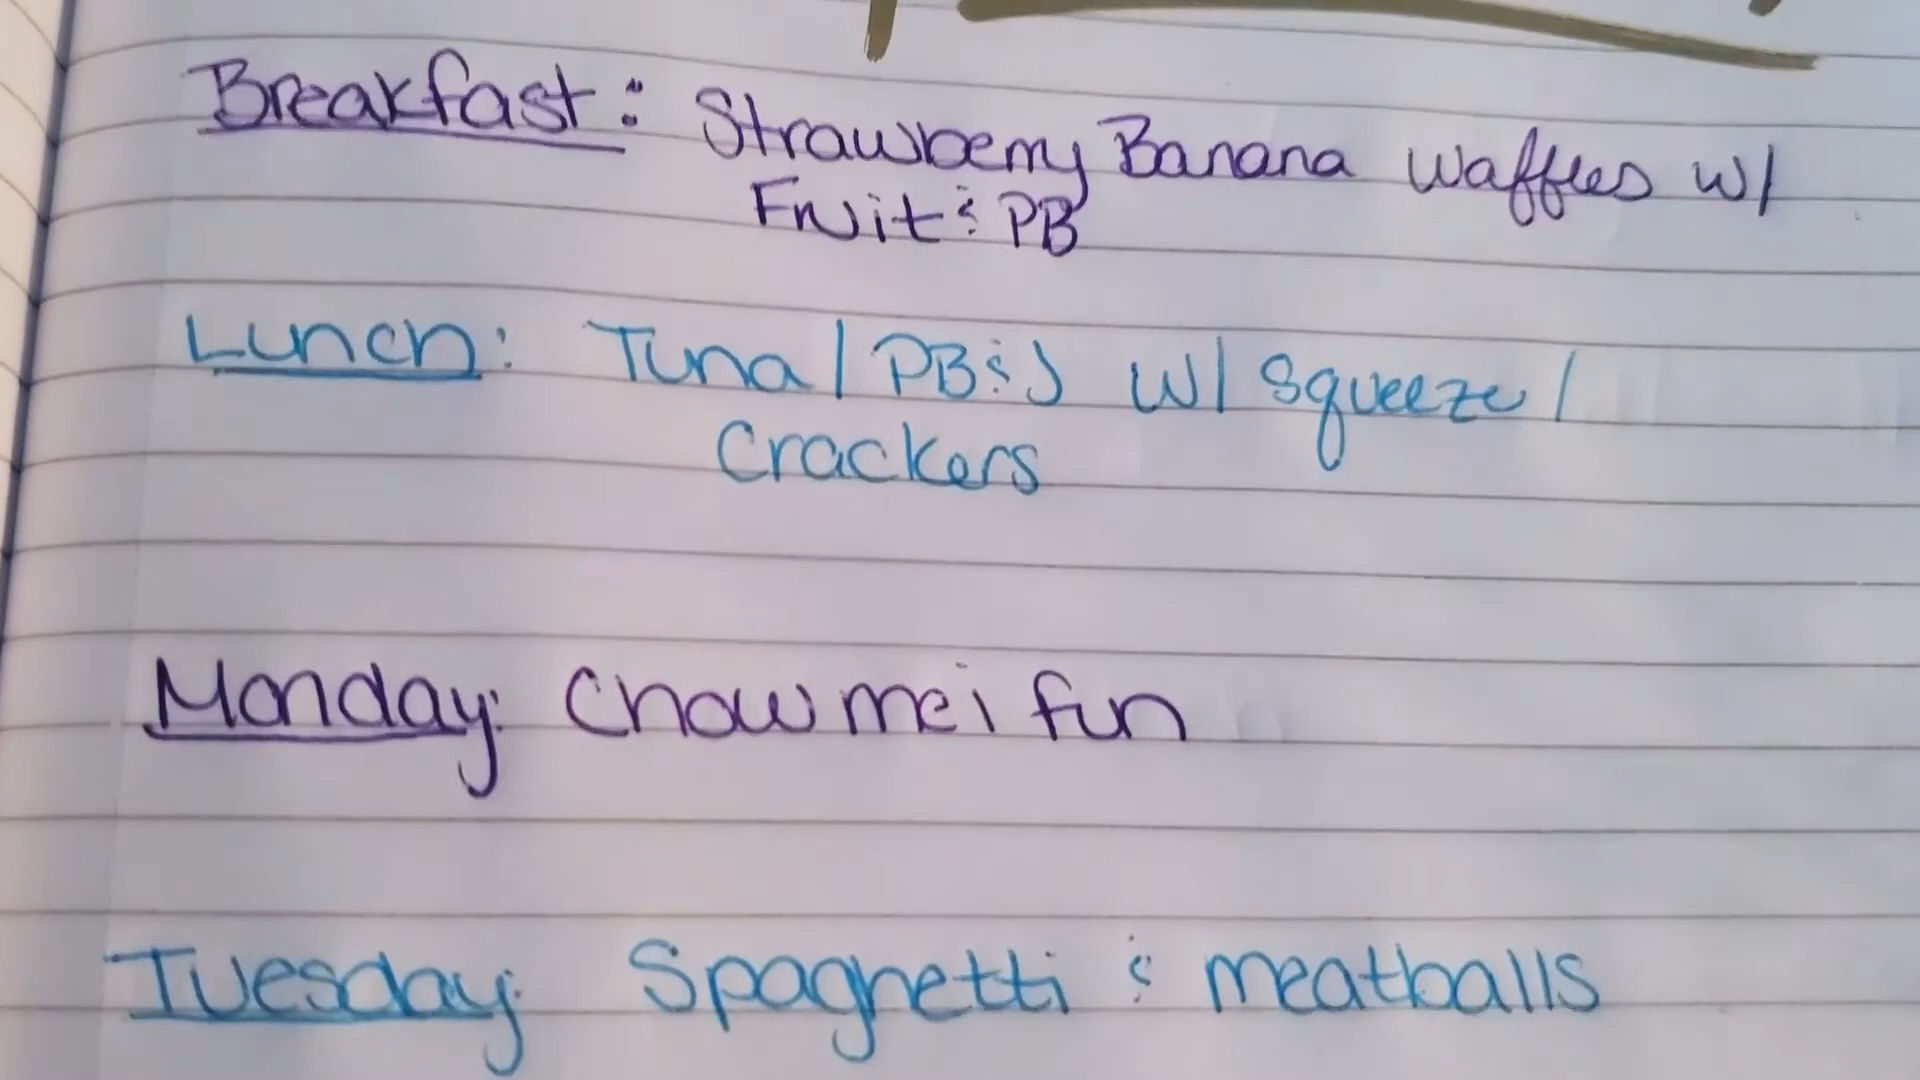 Breakfast: Strawberry Banana Waffles w/
Fruit & PB
Lunch: Tuna / PB&J w/ squeeze /
Crackers
Monday: Chow mei fun
Tuesday: Spaghetti & meatballs